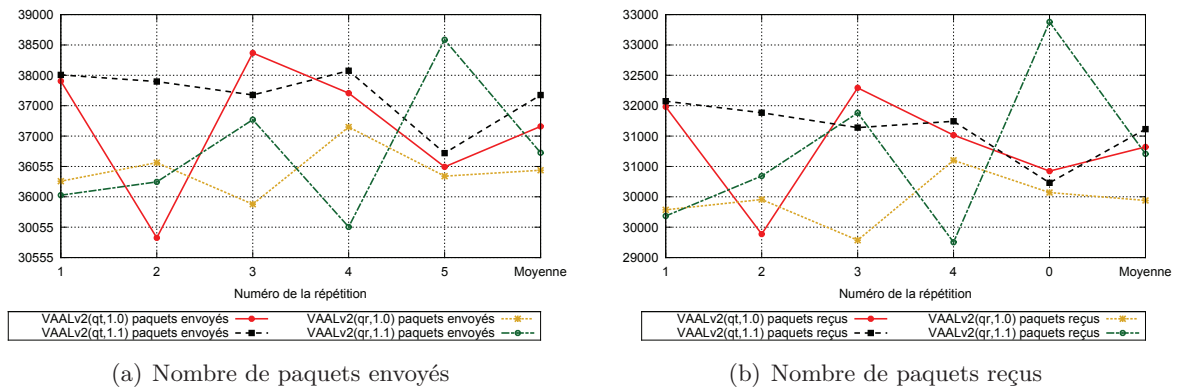 39000
38500
38000
37000
37000
36055
36000
30055
30555
1 2 3 4 5 Moyenne
Numéro de la répétition
VAALv2(qt,1.0) paquets envoyés VAALv2(qr,1.0) paquets envoyés
VAALv2(qt,1.1) paquets envoyés VAALv2(qr,1.1) paquets envoyés
(a) Nombre de paquets envoyés
33000
33000
32500
32000
31000
31000
30000
30000
29000
1 2 3 4 0 Moyenne
Numéro de la répétition
VAALv2(qt,1.0) paquets reçus VAALv2(qr,1.0) paquets reçus
VAALv2(qt,1.1) paquets reçus VAALv2(qr,1.1) paquets reçus
(b) Nombre de paquets reçus